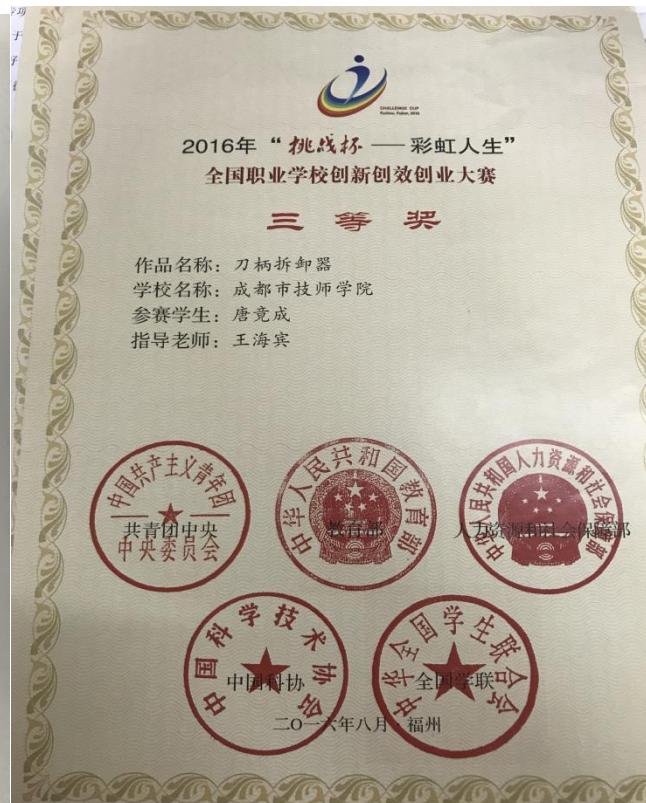 CHALLENGE CUP
Fuzhou, Fujian, 2016
2016年“挑战杯——彩虹人生”
全国职业学校创新创效创业大赛
三等奖
作品名称：刀柄拆卸器
学校名称：成都市技师学院
参赛学生：唐竟成
指导老师：王海宾
中国共产主义青年团
中央委员会
共青团中央
中华人民共和国教育部
教育部
中华人民共和国人力资源和社会保障部
人力资源和社会保障部
中国科学技术协会
中国科协
中华全国学生联合会
全国学联
二〇一六年八月·福州